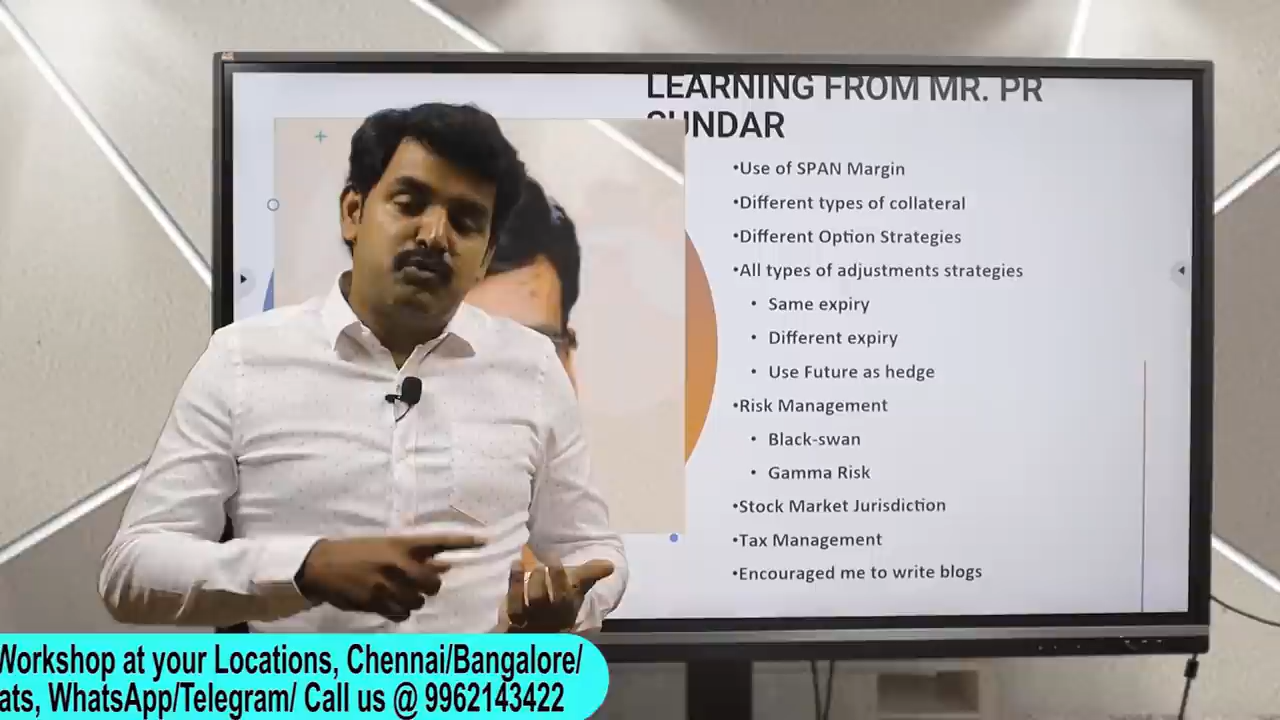 LEARNING FROM MR. PR
SUNDAR
•Use of SPAN Margin
•Different types of collateral
•Different Option Strategies
•All types of adjustments strategies
• Same expiry
• Different expiry
• Use Future as hedge
•Risk Management
• Black-swan
• Gamma Risk
•Stock Market Jurisdiction
•Tax Management
•Encouraged me to write blogs
Workshop at your Locations, Chennai/Bangalore/
ats, WhatsApp/Telegram/ Call us @ 9962143422